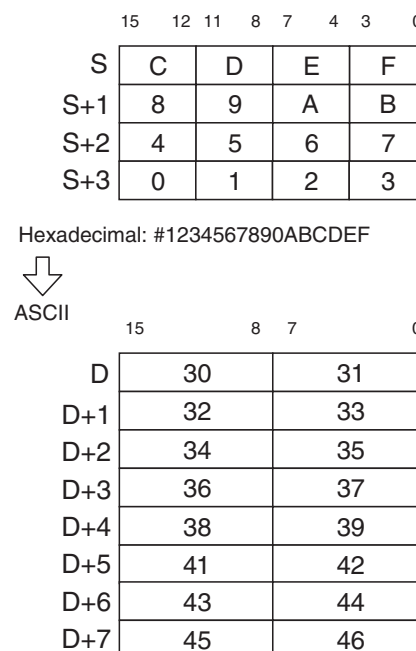 15 12 11 8 7 4 3 0
S C D E F
S+1 8 9 A B
S+2 4 5 6 7
S+3 0 1 2 3
Hexadecimal: #1234567890ABCDEF
ASCII
15 8 7 0
D 30 31
D+1 32 33
D+2 34 35
D+3 36 37
D+4 38 39
D+5 41 42
D+6 43 44
D+7 45 46